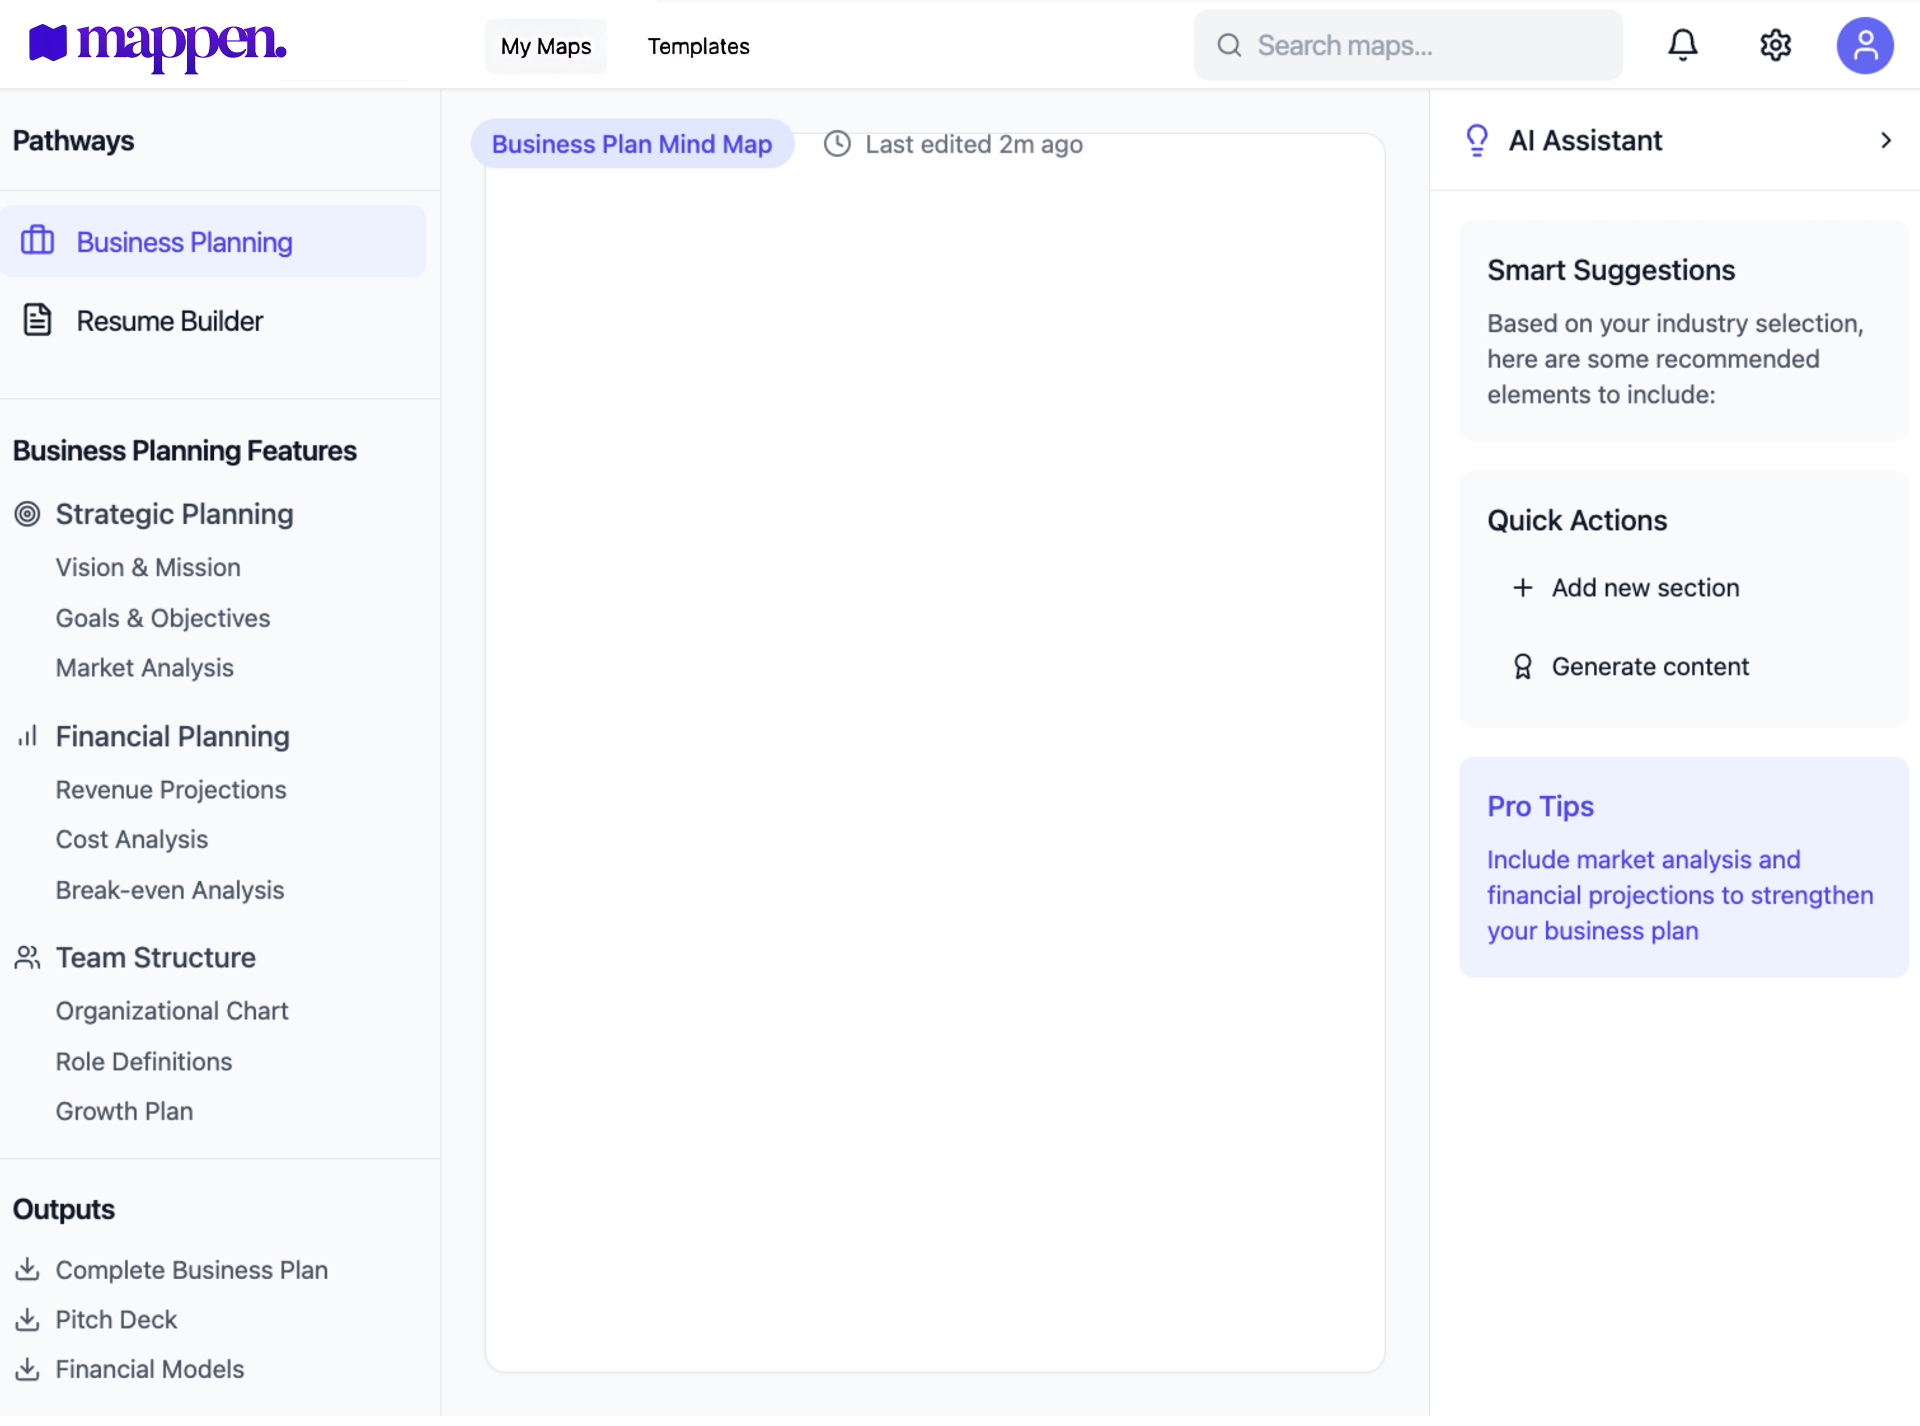 mappen.
My Maps
Templates
Search maps...
Pathways
Business Planning
Resume Builder
Business Planning Features
Strategic Planning
Vision & Mission
Goals & Objectives
Market Analysis
Financial Planning
Revenue Projections
Cost Analysis
Break-even Analysis
Team Structure
Organizational Chart
Role Definitions
Growth Plan
Outputs
Complete Business Plan
Pitch Deck
Financial Models
Business Plan Mind Map
Last edited 2m ago
AI Assistant
Smart Suggestions
Based on your industry selection,
here are some recommended
elements to include:
Quick Actions
Add new section
Generate content
Pro Tips
Include market analysis and
financial projections to strengthen
your business plan